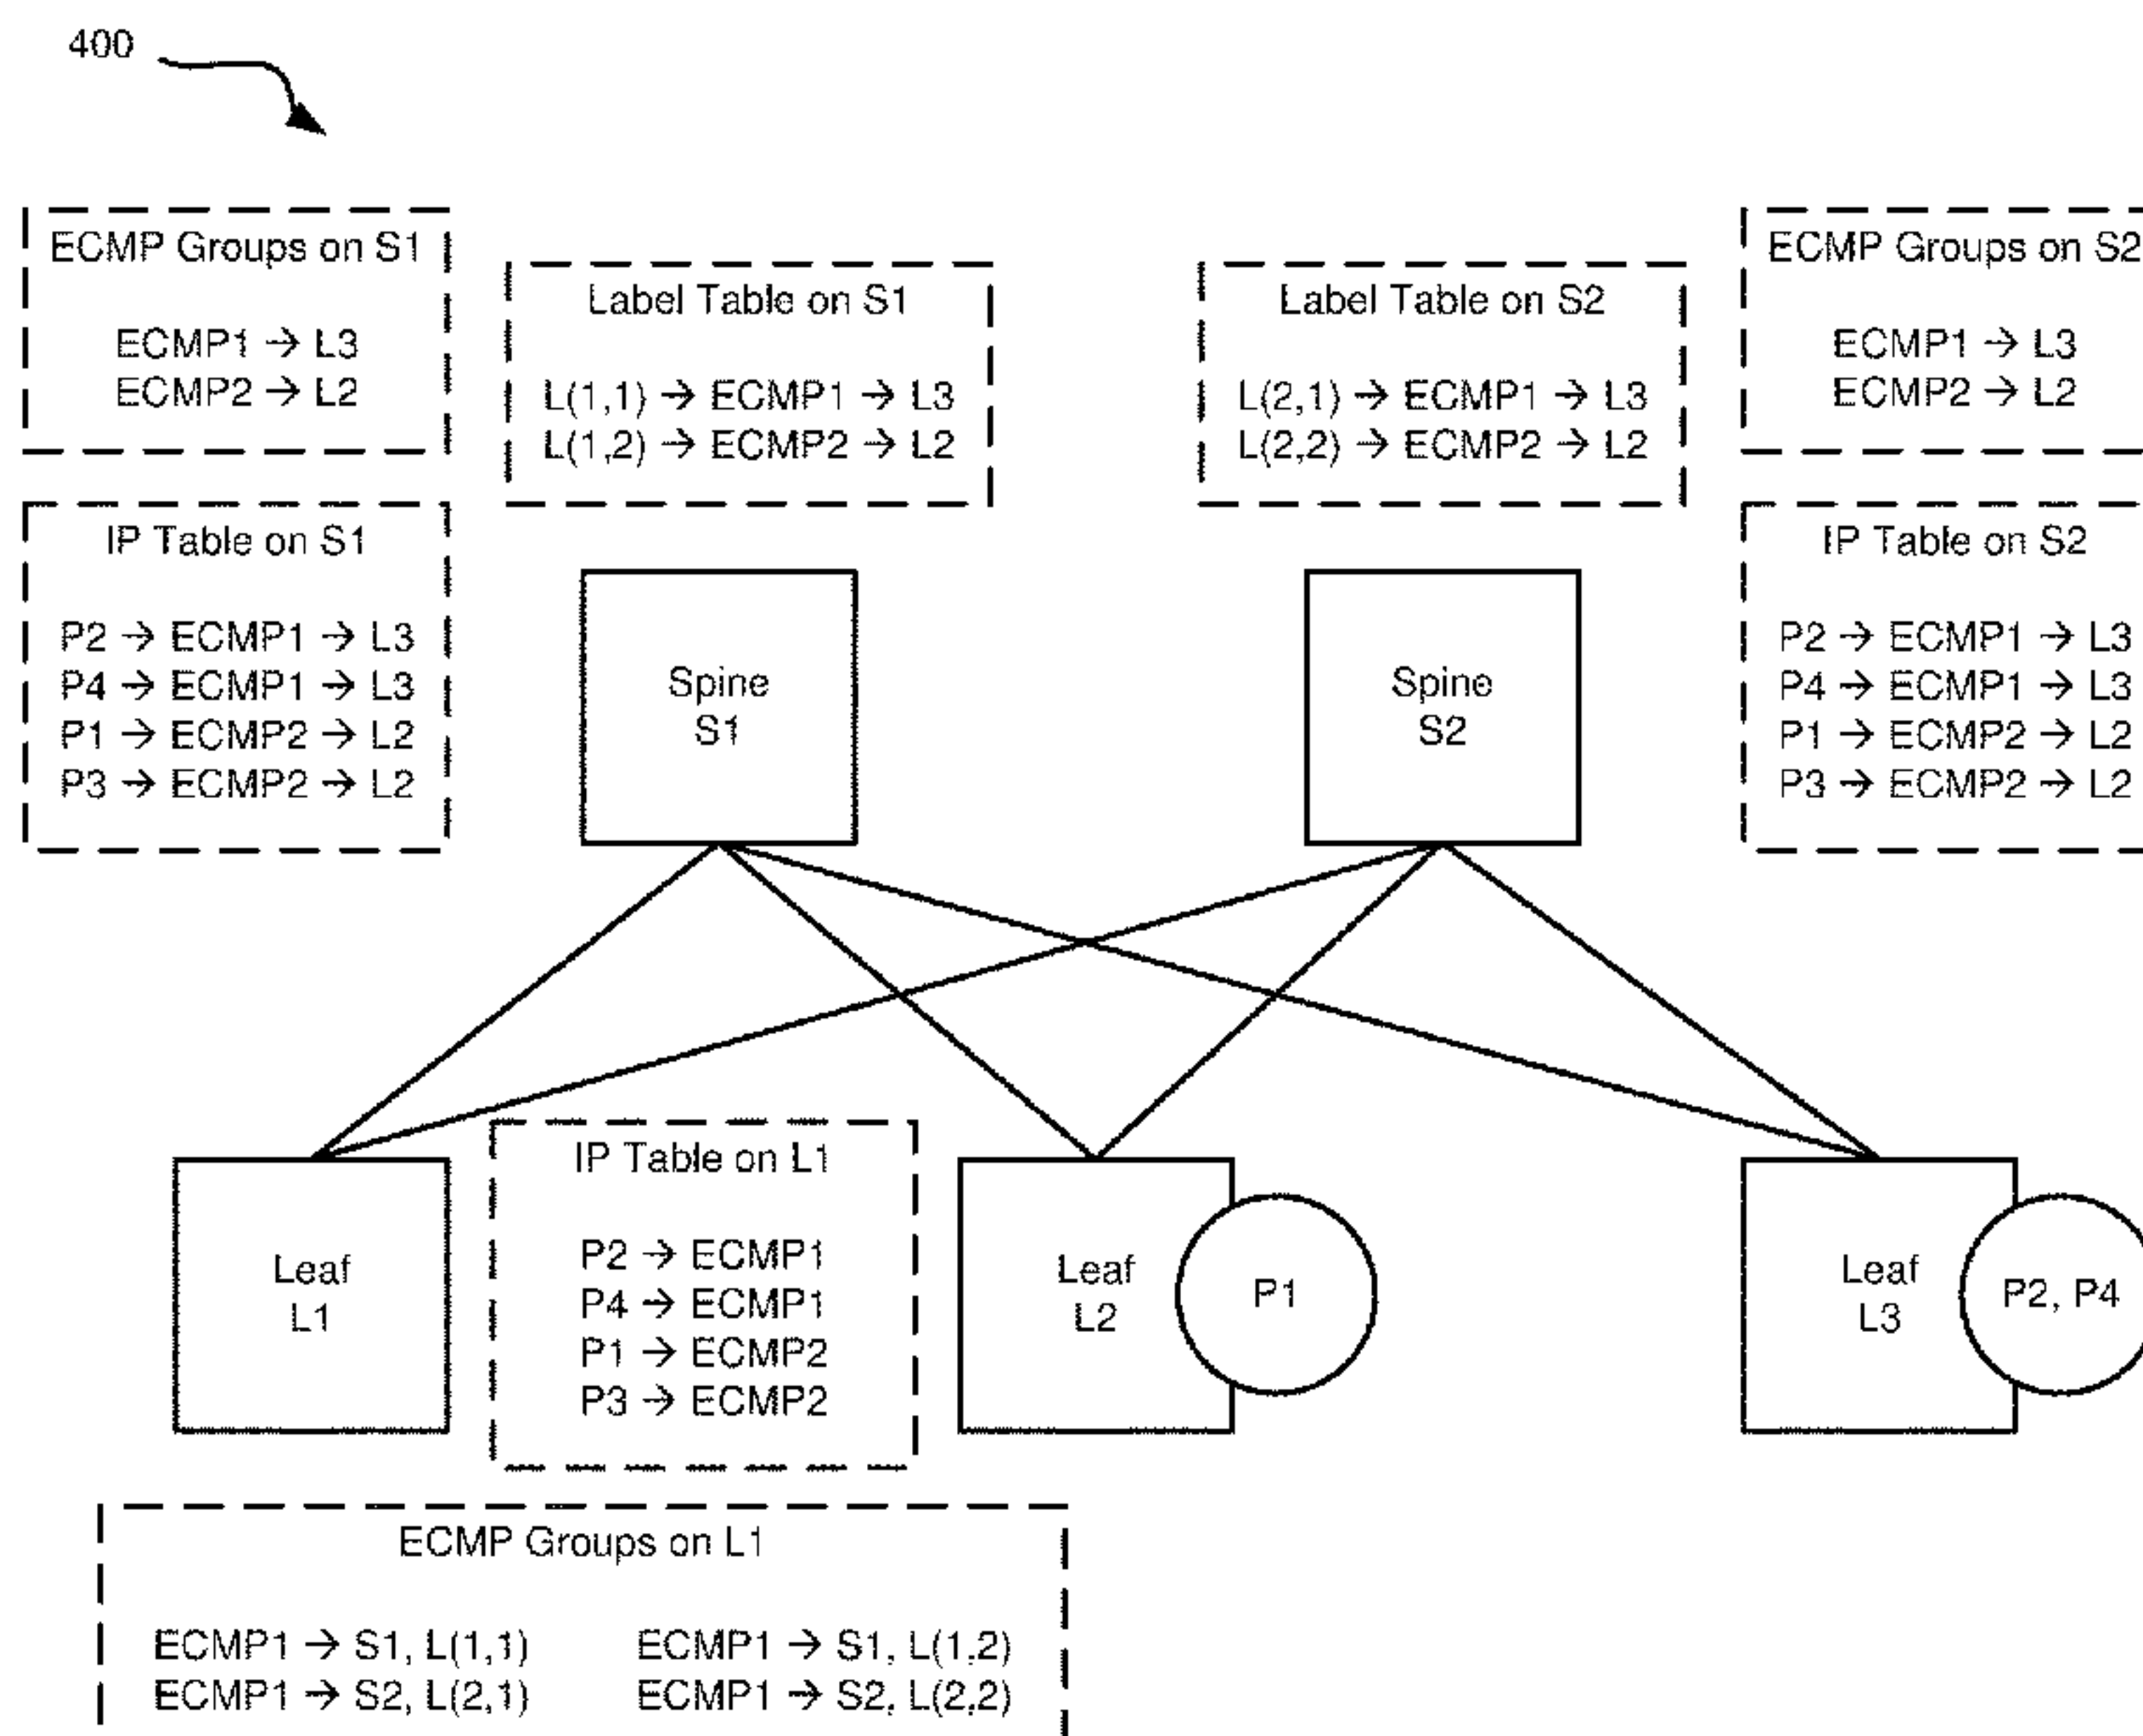 400
ECMP Groups on S1
ECMP1 → L3
ECMP2 → L2
Label Table on S1
L(1,1) → ECMP1 → L3
L(1,2) → ECMP2 → L2
Label Table on S2
L(2,1) → ECMP1 → L3
L(2,2) → ECMP2 → L2
ECMP Groups on S2
ECMP1 → L3
ECMP2 → L2
IP Table on S1
P2 → ECMP1 → L3
P4 → ECMP1 → L3
P1 → ECMP2 → L2
P3 → ECMP2 → L2
Spine
S1
Spine
S2
IP Table on S2
P2 → ECMP1 → L3
P4 → ECMP1 → L3
P1 → ECMP2 → L2
P3 → ECMP2 → L2
Leaf
L1
IP Table on L1
P2 → ECMP1
P4 → ECMP1
P1 → ECMP2
P3 → ECMP2
Leaf
L2
P1
Leaf
L3
P2, P4
ECMP Groups on L1
ECMP1 → S1, L(1,1)
ECMP1 → S2, L(2,1)
ECMP1 → S1, L(1,2)
ECMP1 → S2, L(2,2)